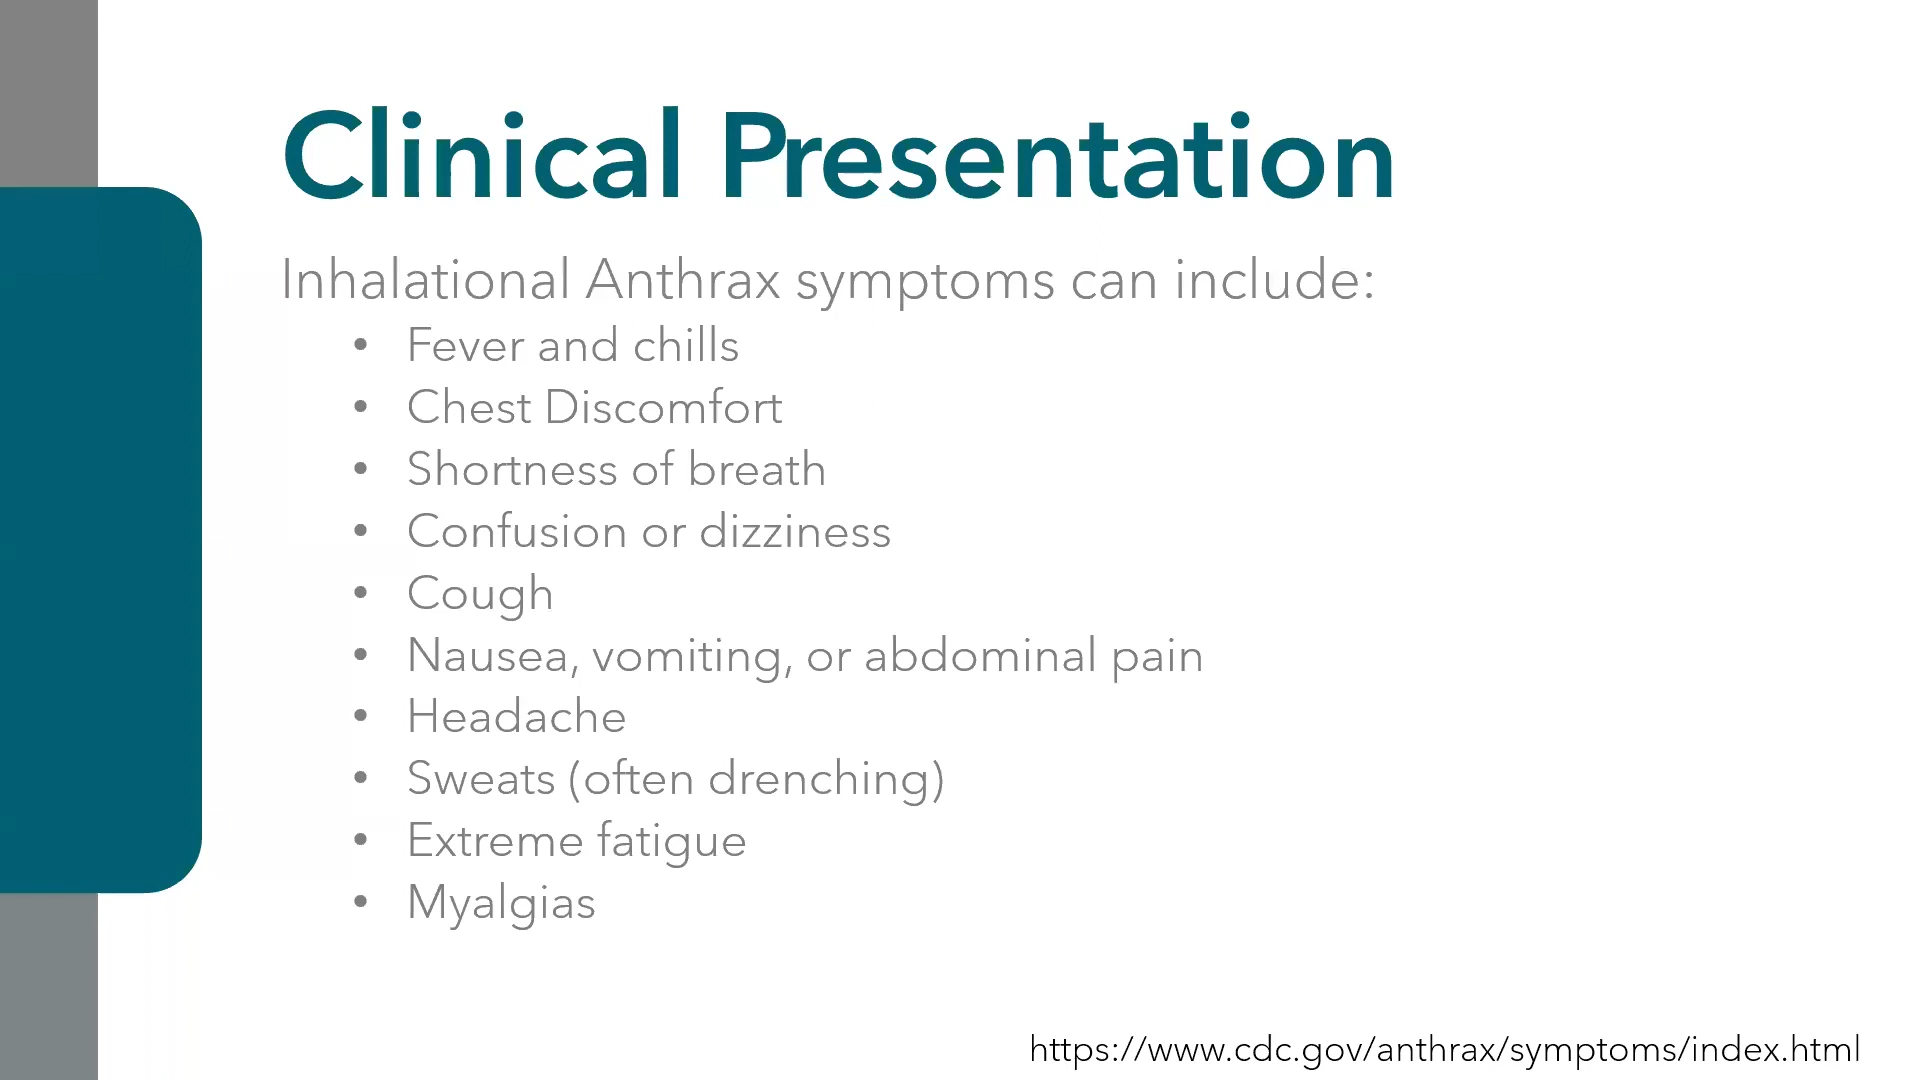 Clinical Presentation
Inhalational Anthrax symptoms can include:
• Fever and chills
• Chest Discomfort
• Shortness of breath
• Confusion or dizziness
• Cough
• Nausea, vomiting, or abdominal pain
• Headache
• Sweats (often drenching)
• Extreme fatigue
• Myalgias
https://www.cdc.gov/anthrax/symptoms/index.html